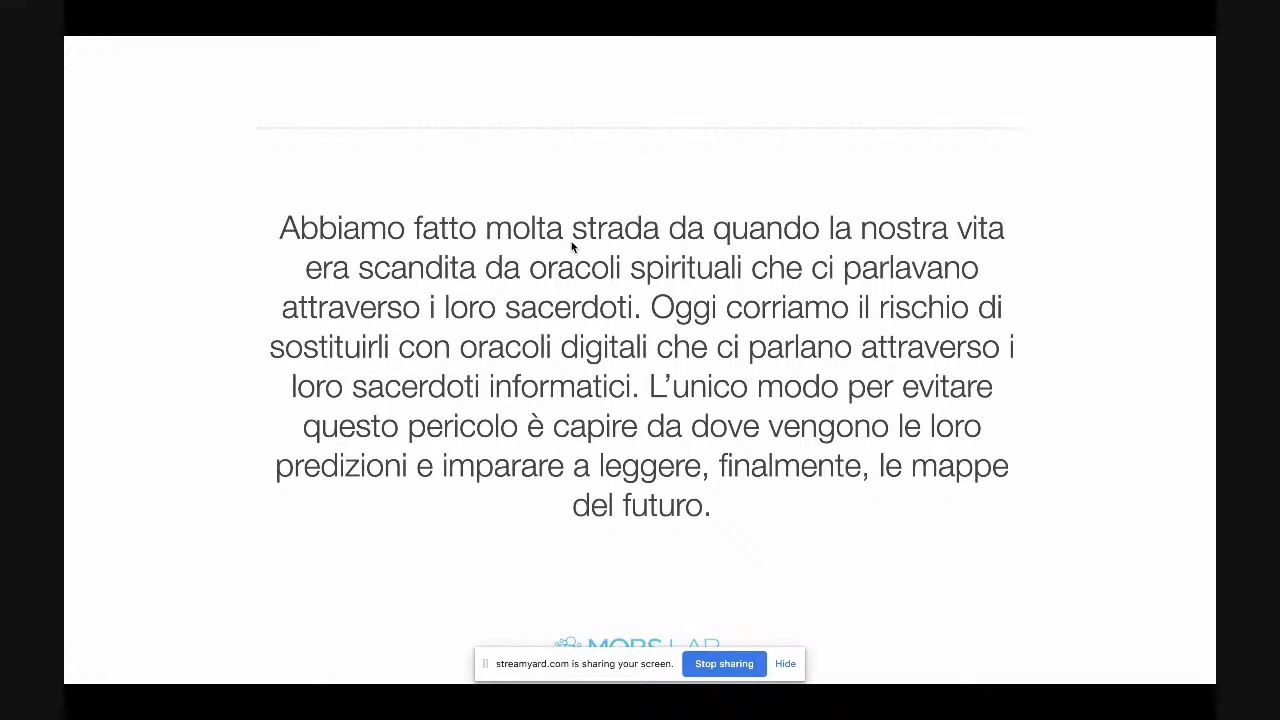 Abbiamo fatto molta strada da quando la nostra vita
era scandita da oracoli spirituali che ci parlavano
attraverso i loro sacerdoti. Oggi corriamo il rischio di
sostituirli con oracoli digitali che ci parlano attraverso i
loro sacerdoti informatici. L’unico modo per evitare
questo pericolo è capire da dove vengono le loro
predizioni e imparare a leggere, finalmente, le mappe
del futuro.
MOBS LAB
streamyard.com is sharing your screen. Stop sharing Hide